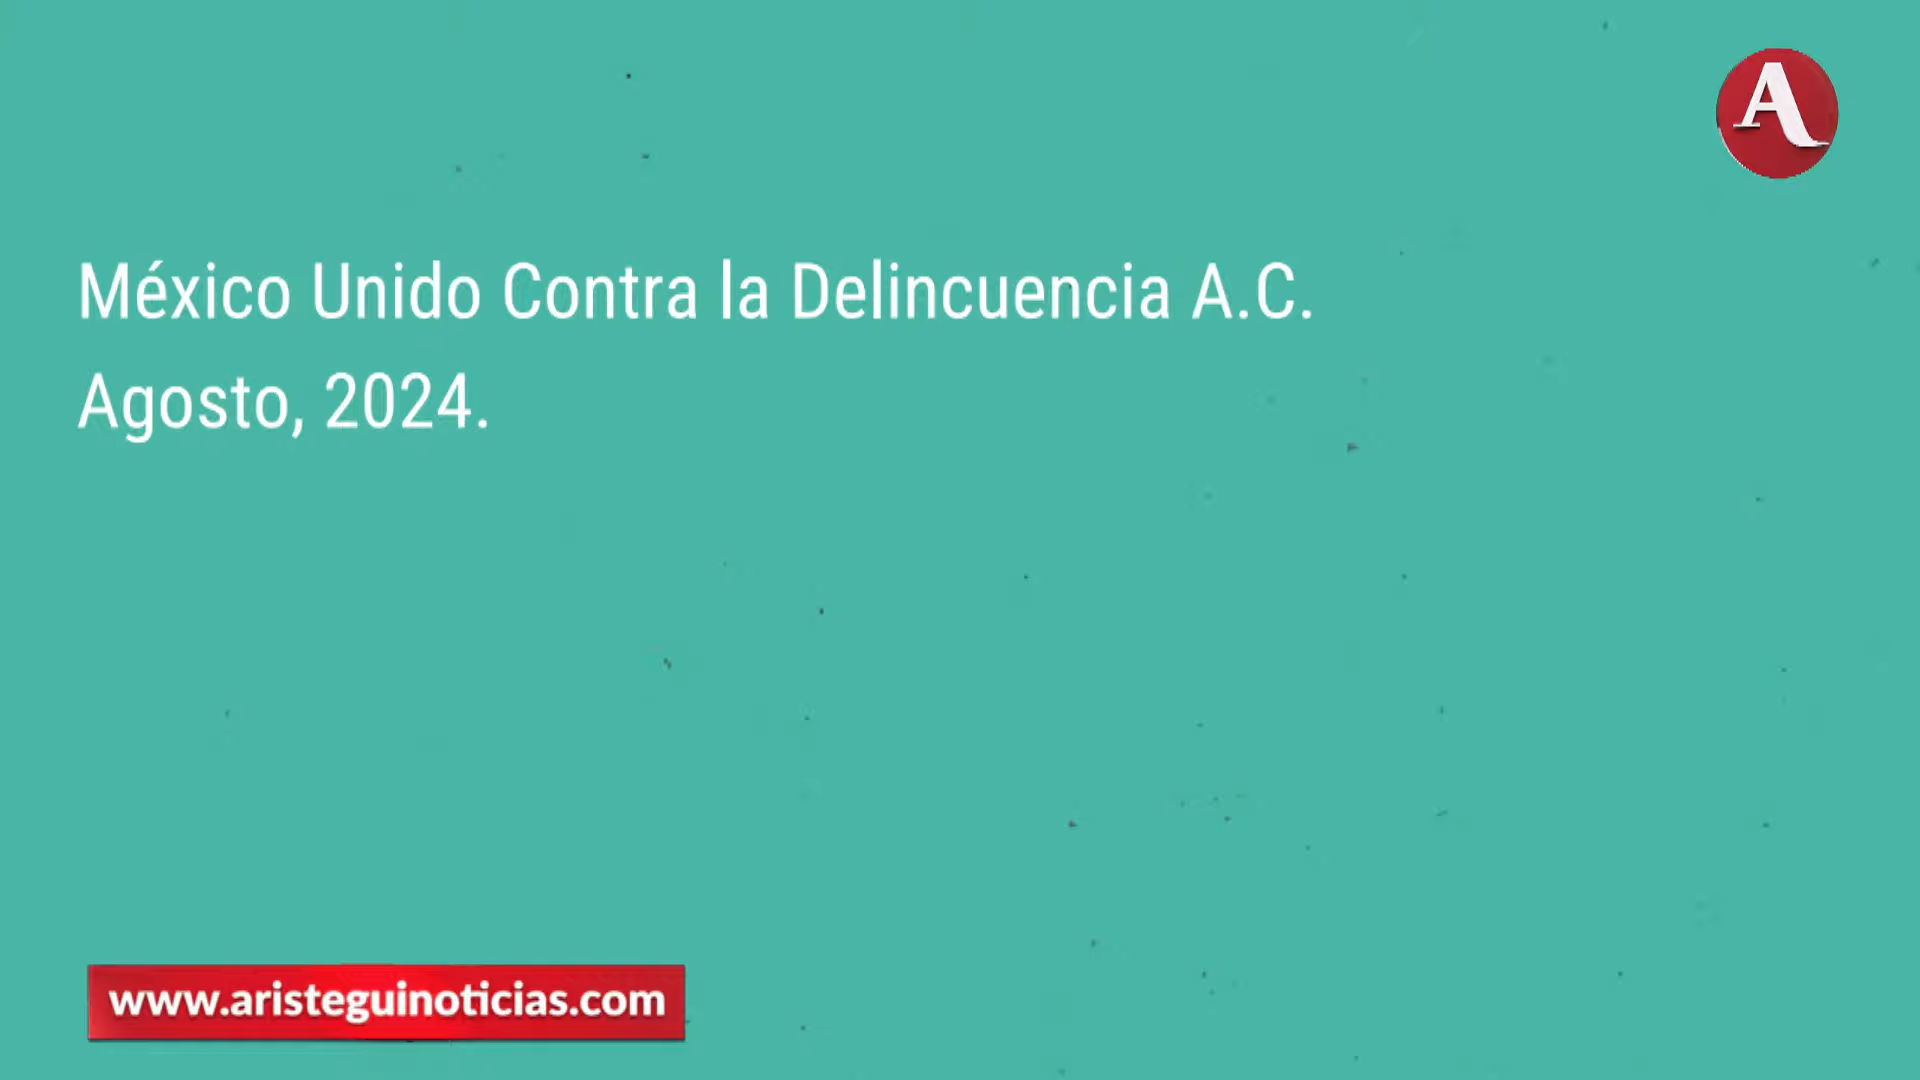 A
México Unido Contra la Delincuencia A.C.
Agosto, 2024.
www.aristeguinoticias.com